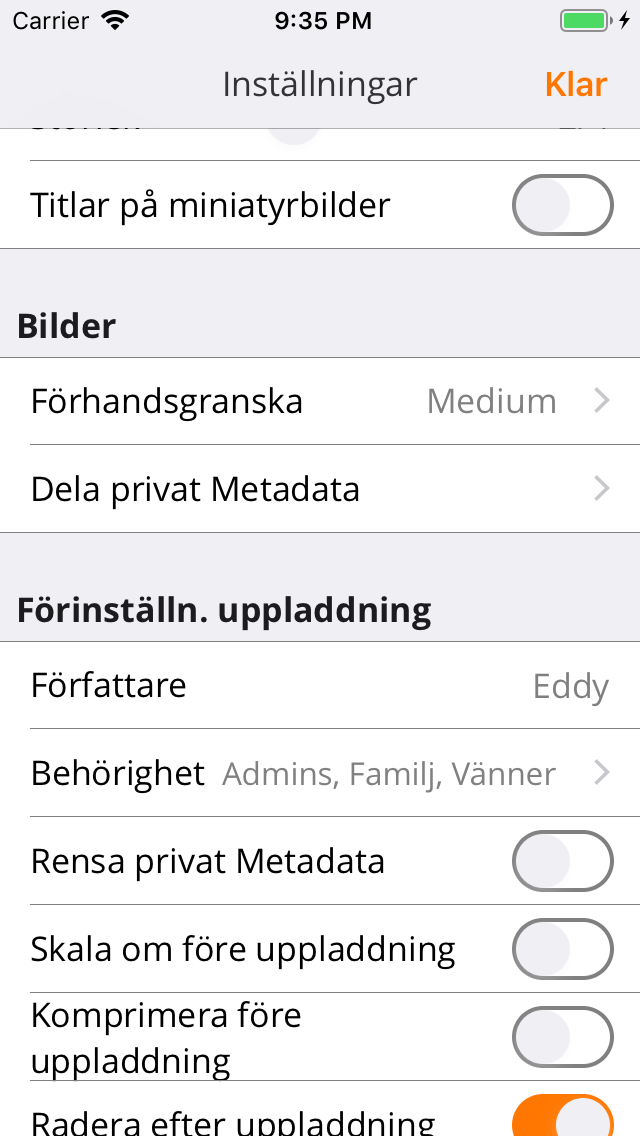 Carrier 9:35 PM
Inställningar Klar
Titlar på miniatyrbilder
Bilder
Förhandsgranska Medium
Dela privat Metadata
Förinställn. uppladdning
Författare Eddy
Behörighet Admins, Familj, Vänner
Rensa privat Metadata
Skala om före uppladdning
Komprimera före
uppladdning
Radera efter uppladdning